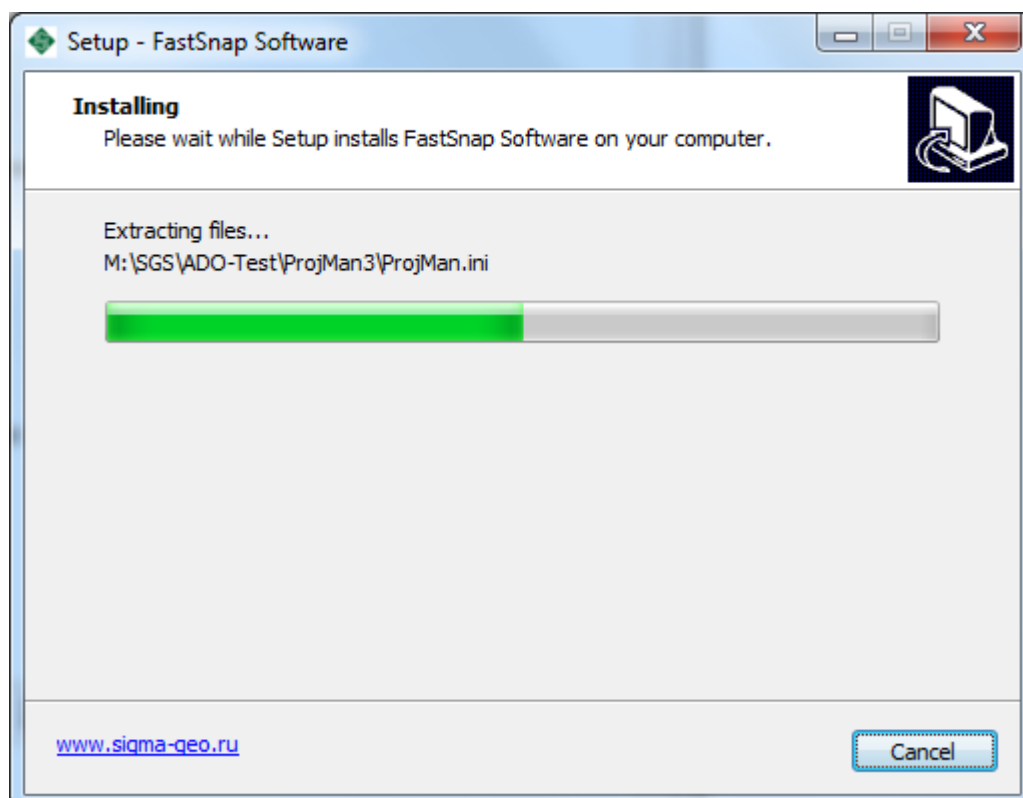 Setup - FastSnap Software
Installing
Please wait while Setup installs FastSnap Software on your computer.
Extracting files...
M:\SGS\ADO-Test\ProjMan3\ProjMan.ini
www.sigma-geo.ru
Cancel